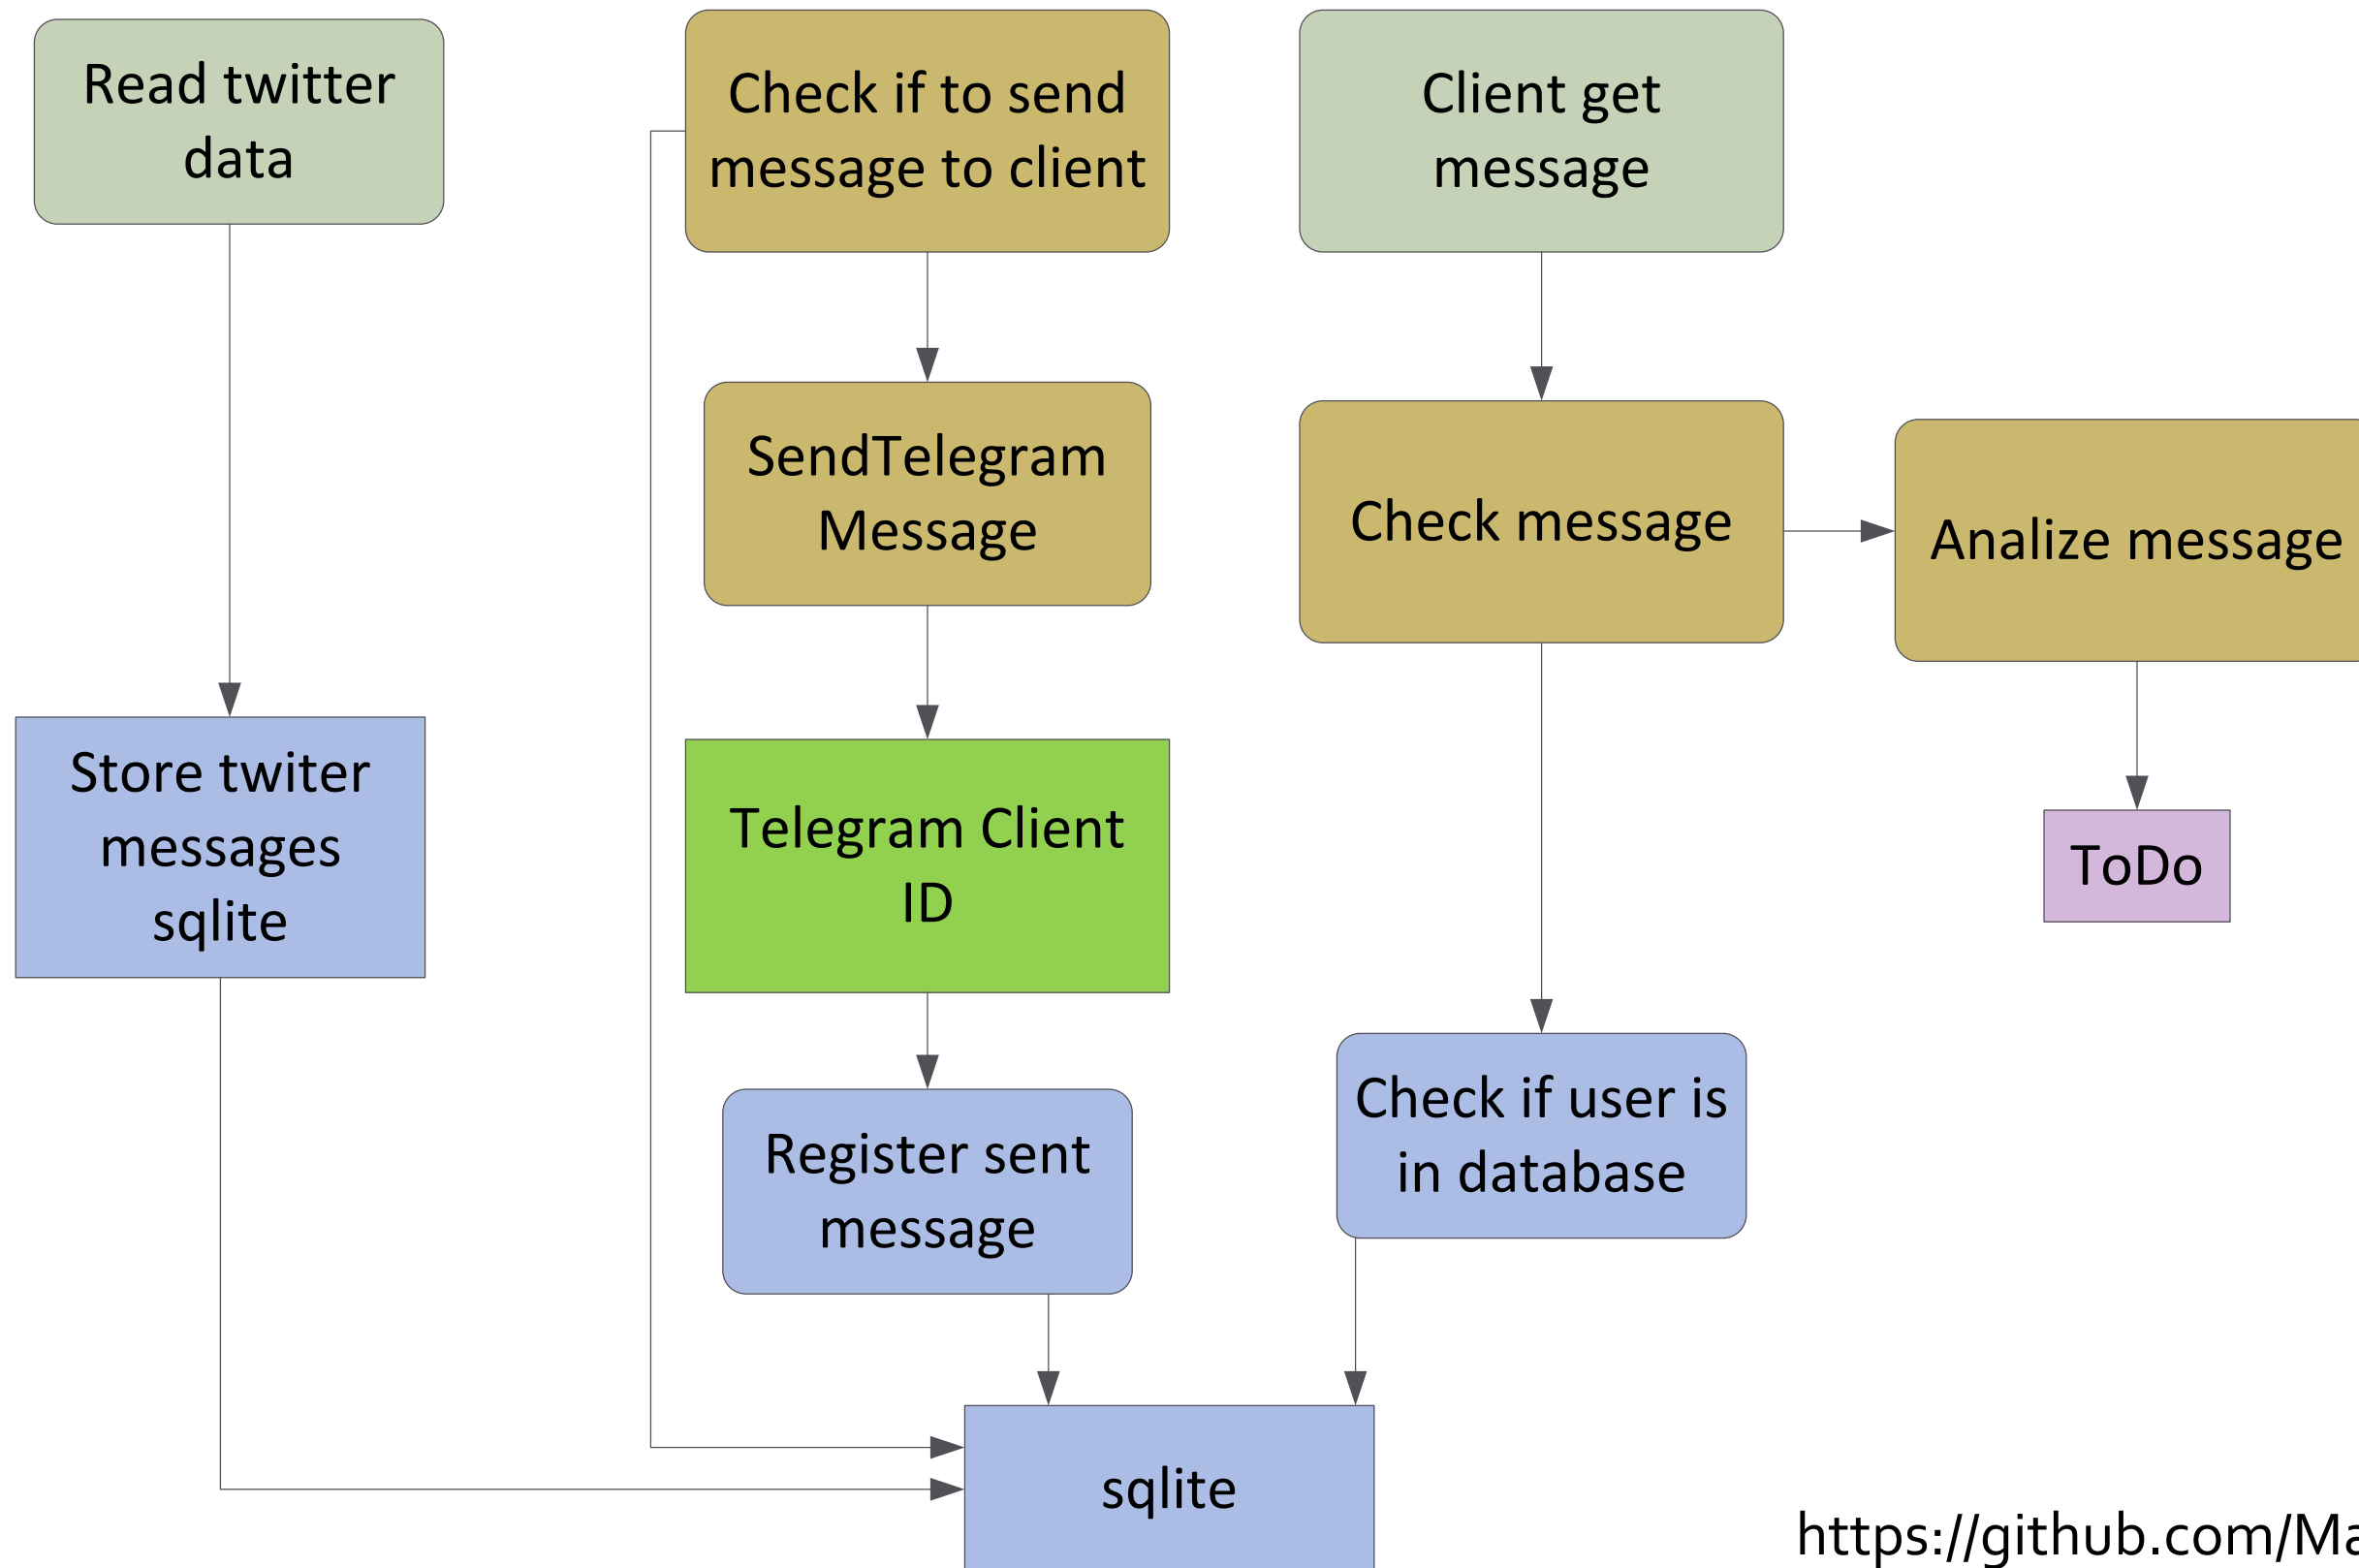 Read twitter
data
Check if to send
message to client
Client get
message
SendTelegram
Message
Check message
Analize message
Store twiter
messages
sqlite
Telegram Client
ID
ToDo
Check if user is
in database
Register sent
message
sqlite
https://github.com/Ma